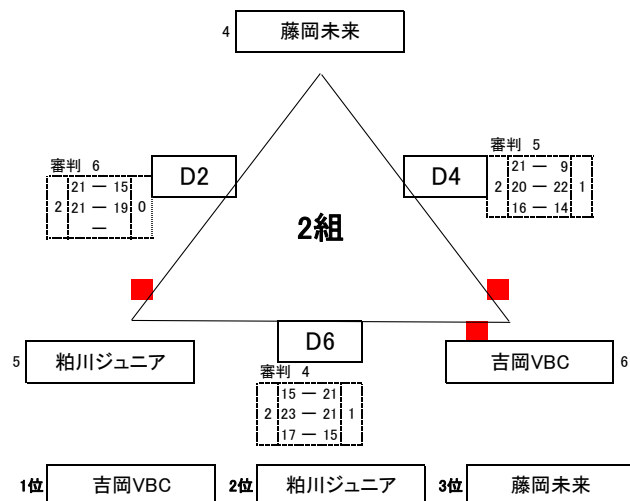 4 藤岡未来
審判 6
D2
2 21 — 15 0
21 — 19
—
D4
審判 5
2 21 — 9 1
20 — 22
16 — 14
2組
5 粕川ジュニア
D6
吉岡VBC 6
審判 4
2 15 — 21 1
23 — 21
17 — 15
1位 吉岡VBC 2位 粕川ジュニア 3位 藤岡未来